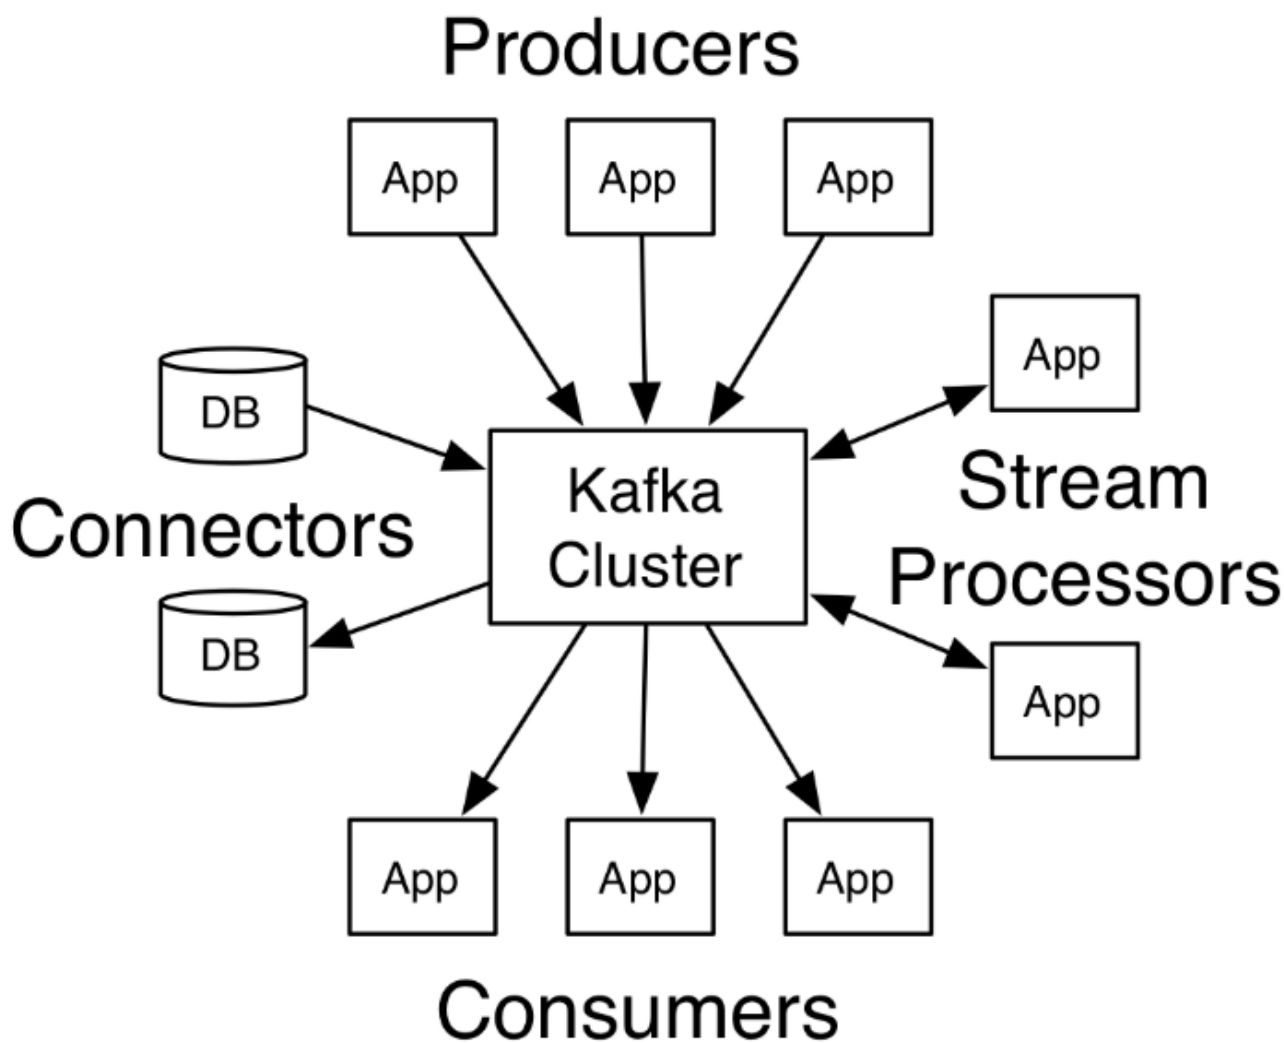 Producers
App
App
App
App
DB
Kafka
Cluster
Stream
Processors
Connectors
DB
App
App
App
App
Consumers